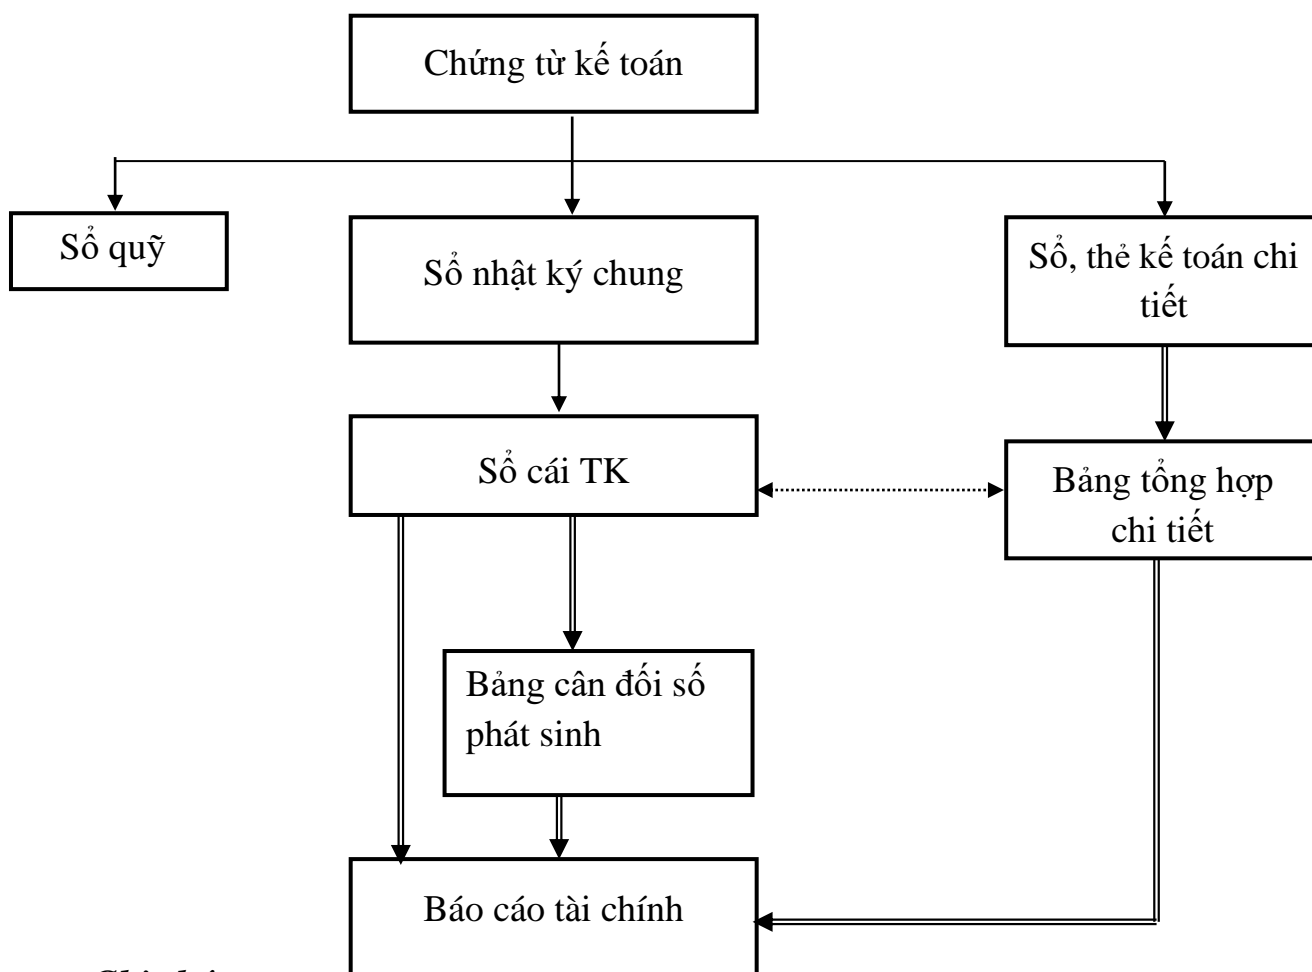 Chứng từ kế toán
Sổ quỹ
Sổ nhật ký chung
Sổ, thẻ kế toán chi
tiết
Sổ cái TK
Bảng tổng hợp
chi tiết
Bảng cân đối số
phát sinh
Báo cáo tài chính